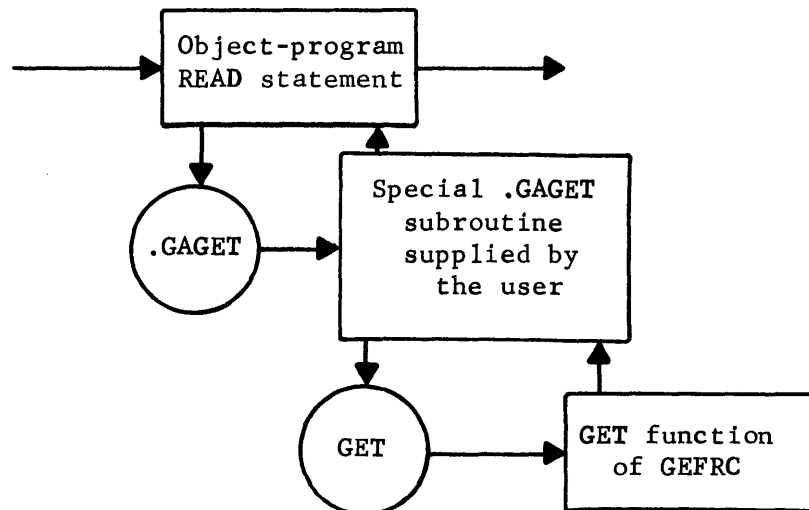 Object-program
READ statement
.GAGET
Special .GAGET
subroutine
supplied by
the user
GET
GET function
of GEFRC